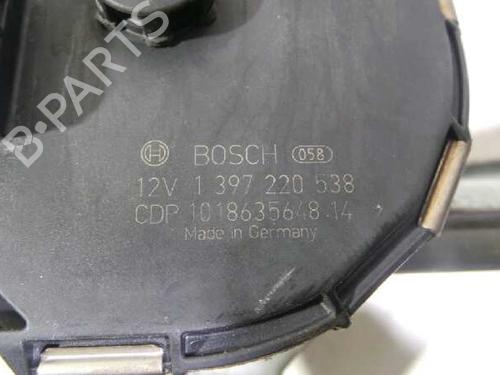 B-PARTS
BOSCH 058
12V 1 397 220 538
CDP 1018635648 14
Made in Germany